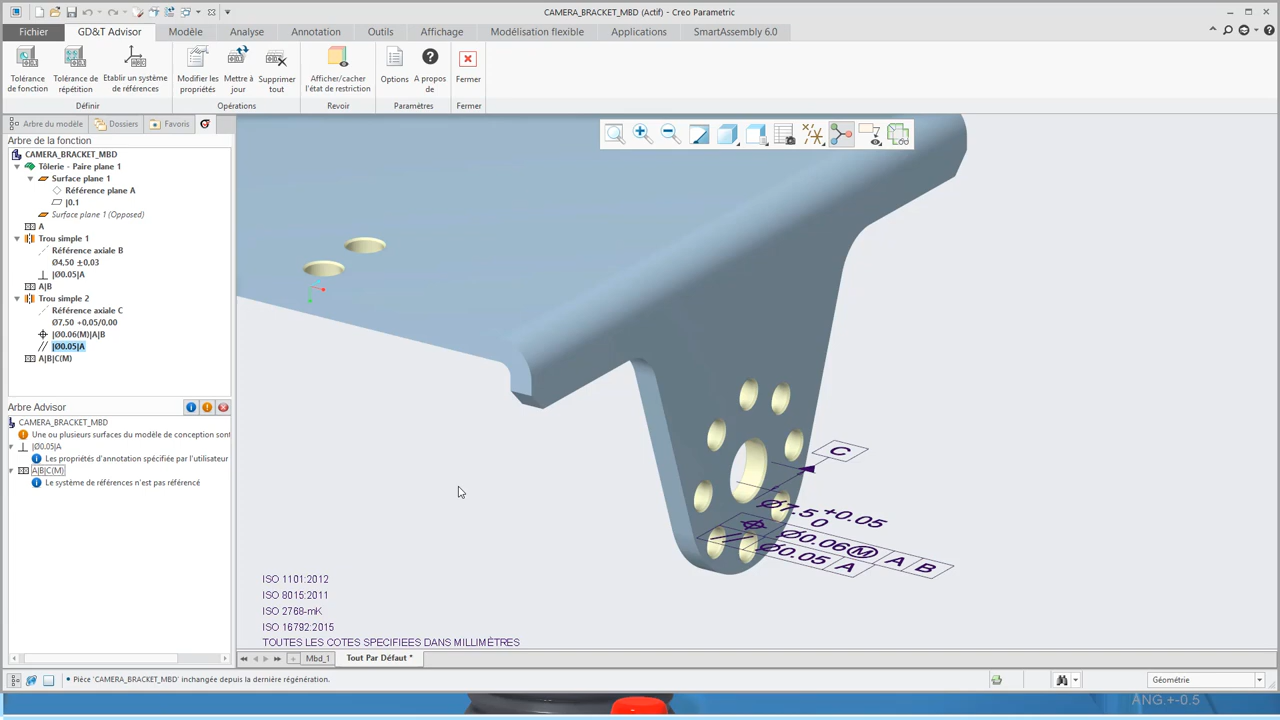 CAMERA_BRACKET_MBD (Actif) - Creo Parametric
Fichier
GD&T Advisor
Modèle
Analyse
Annotation
Outils
Affichage
Modélisation flexible
Applications
SmartAssembly 6.0
Tolérance de fonction
Tolérance de répétition
Etablir un système de références
Modifier les propriétés
Mettre à jour
Supprimer tout
Afficher/cacher l'état de restriction
Options
A propos de
Fermer
Définir
Opérations
Revoir
Paramètres
Fermer
Arbre du modèle
Dossiers
Favoris
Arbre de la fonction
CAMERA_BRACKET_MBD
Tôlerie - Paire plane 1
Surface plane 1
Référence plane A
|0.1
Surface plane 1 (Opposed)
A
Trou simple 1
Référence axiale B
Ø4,50 ±0,03
|Ø0.05|A
A|B
Trou simple 2
Référence axiale C
Ø7,50 +0,05/0,00
|Ø0.06(M)|A|B
|Ø0.05|A
A|B|C(M)
Arbre Advisor
CAMERA_BRACKET_MBD
Une ou plusieurs surfaces du modèle de conception sont
|Ø0.05|A
Les propriétés d'annotation spécifiée par l'utilisateur
A|B|C(M)
Le système de références n'est pas référencé
C
Ø7.5 +0.05
0
Ø0.06Ⓜ A B
// Ø0.05 A
ISO 1101:2012
ISO 8015:2011
ISO 2768-mK
ISO 16792:2015
TOUTES LES COTES SPECIFIEES DANS MILLIMÈTRES
Mbd_1
Tout Par Défaut *
• Pièce 'CAMERA_BRACKET_MBD' inchangée depuis la dernière régénération.
Géométrie
ANG.+-0.5